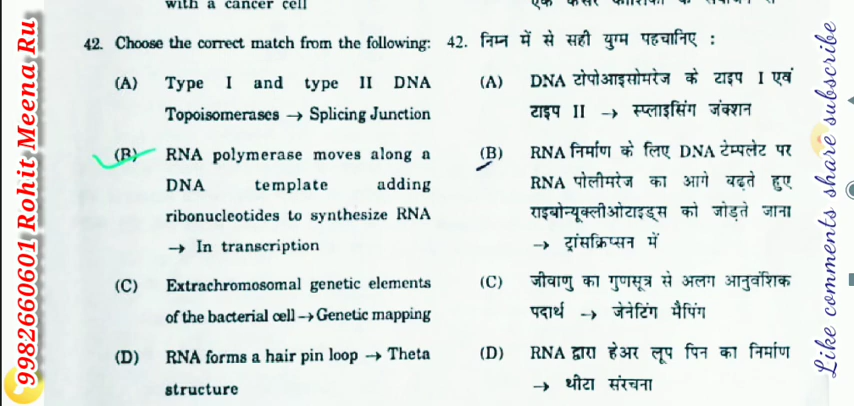 with a cancer cell
42. Choose the correct match from the following:
(A) Type I and type II DNA
Topoisomerases → Splicing Junction
(B) RNA polymerase moves along a
DNA template adding
ribonucleotides to synthesize RNA
→ In transcription
(C) Extrachromosomal genetic elements
of the bacterial cell → Genetic mapping
(D) RNA forms a hair pin loop → Theta
structure
42. निम्न में से सही युग्म पहचानिए :
(A) DNA टोपोआइसोमरेज के टाइप I एवं
टाइप II → स्प्लाइसिंग जंक्शन
(B) RNA निर्माण के लिए DNA टेम्पलेट पर
RNA पोलीमरेज का आगे बढ़ते हुए
राइबोन्यूक्लीओटाइड्स को जोड़ते जाना
→ ट्रांसक्रिप्सन में
(C) जीवाणु का गुणसूत्र से अलग आनुवंशिक
पदार्थ → जेनेटिंग मैपिंग
(D) RNA द्वारा हेअर लूप पिन का निर्माण
→ थीटा संरचना
9982660601 Rohit Meena Ru
Like comments share subscribe